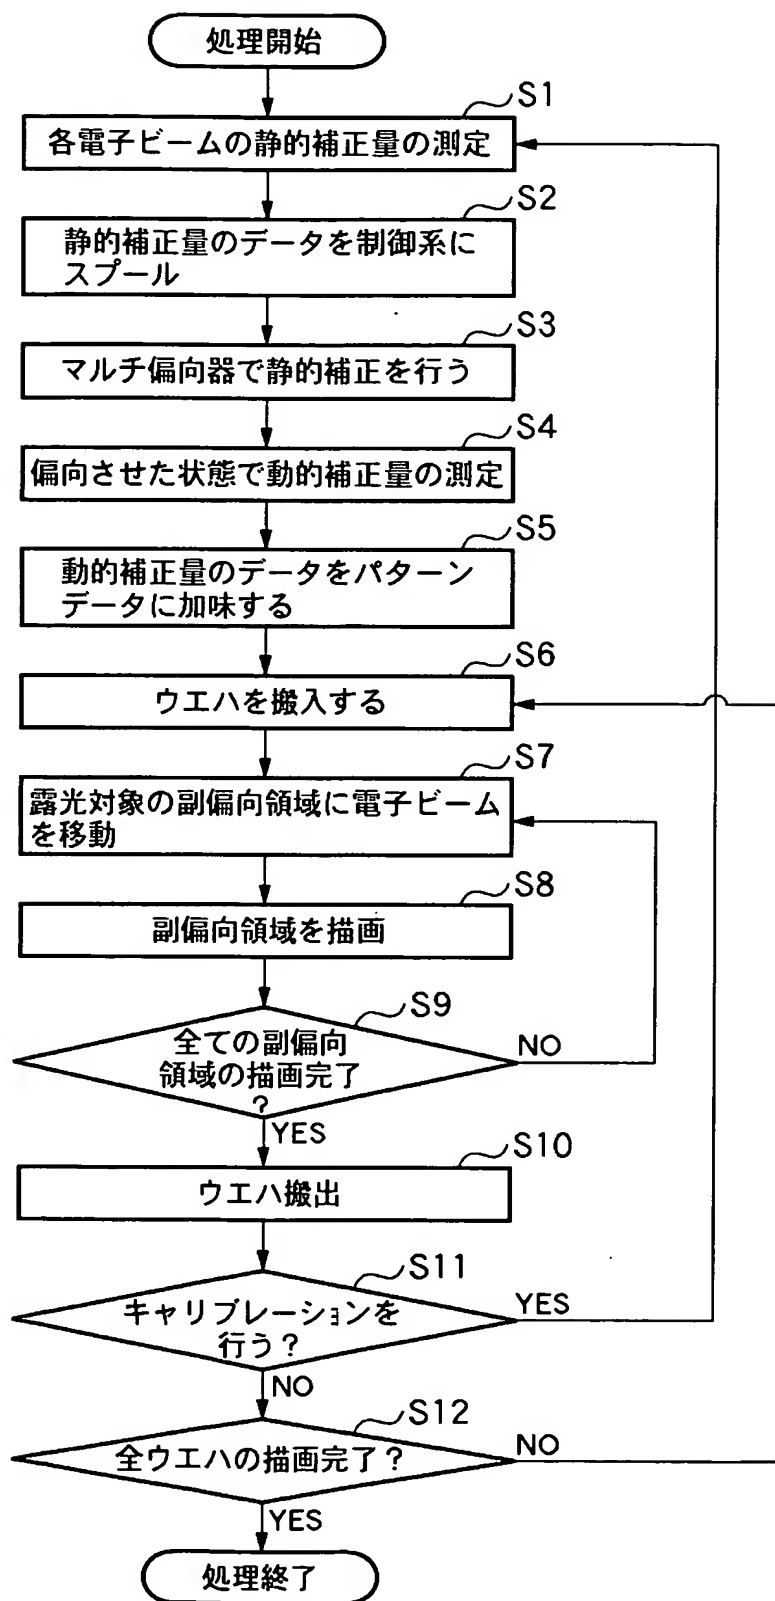 処理開始
S1
各電子ビームの静的補正量の測定
S2
静的補正量のデータを制御系に
スプール
S3
マルチ偏向器で静的補正を行う
S4
偏向させた状態で動的補正量の測定
S5
動的補正量のデータをパターン
データに加味する
S6
ウエハを搬入する
S7
露光対象の副偏向領域に電子ビーム
を移動
S8
副偏向領域を描画
S9
全ての副偏向
領域の描画完了
?
NO
YES
S10
ウエハ搬出
S11
キャリブレーションを
行う?
YES
NO
S12
全ウエハの描画完了?
NO
YES
処理終了